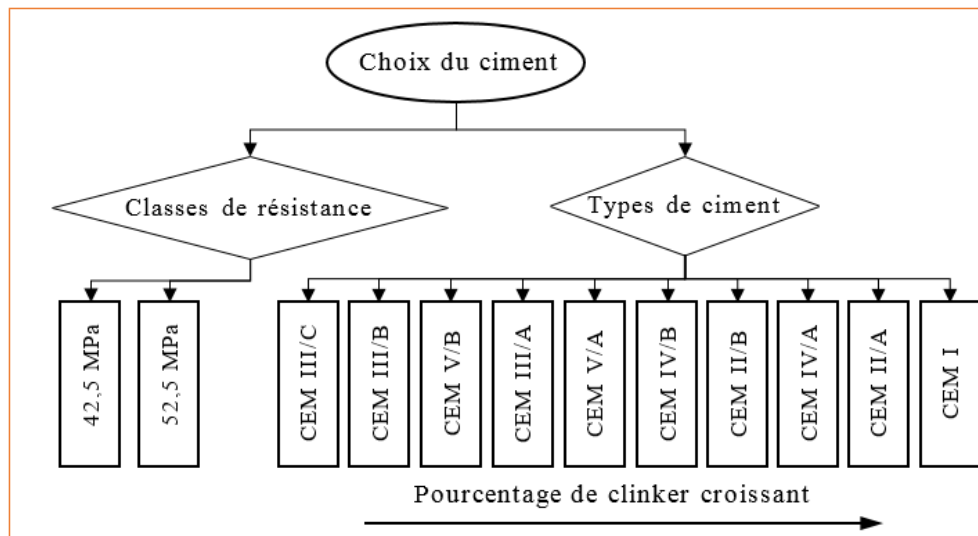 Choix du ciment
Classes de résistance
Types de ciment
42,5 MPa
52,5 MPa
CEM III/C
CEM III/B
CEM V/B
CEM III/A
CEM V/A
CEM IV/B
CEM II/B
CEM IV/A
CEM II/A
CEM I
Pourcentage de clinker croissant